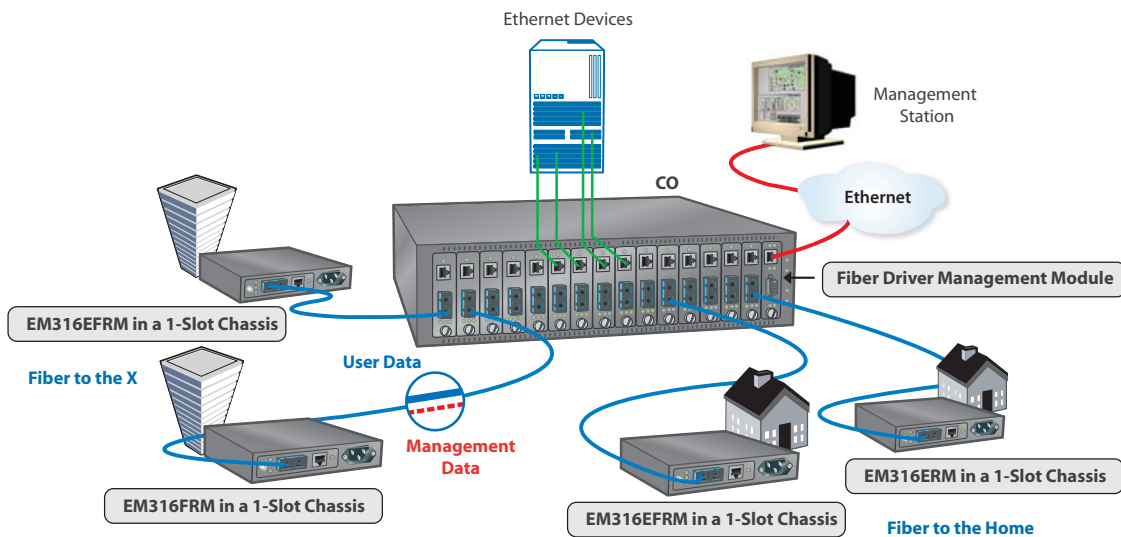 Ethernet Devices
Management
Station
CO
Ethernet
Fiber Driver Management Module
EM316EFRM in a 1-Slot Chassis
Fiber to the X
User Data
Management
Data
EM316FRM in a 1-Slot Chassis
EM316ERM in a 1-Slot Chassis
EM316EFRM in a 1-Slot Chassis
Fiber to the Home